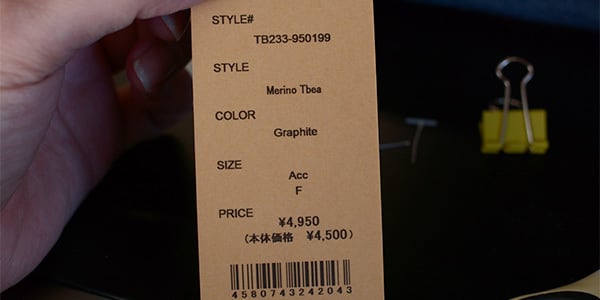 STYLE#
TB233-950199
STYLE
Merino Tbea
COLOR
Graphite
SIZE
Acc
F
PRICE
¥4,950
(本体価格 ¥4,500)
4580743242043